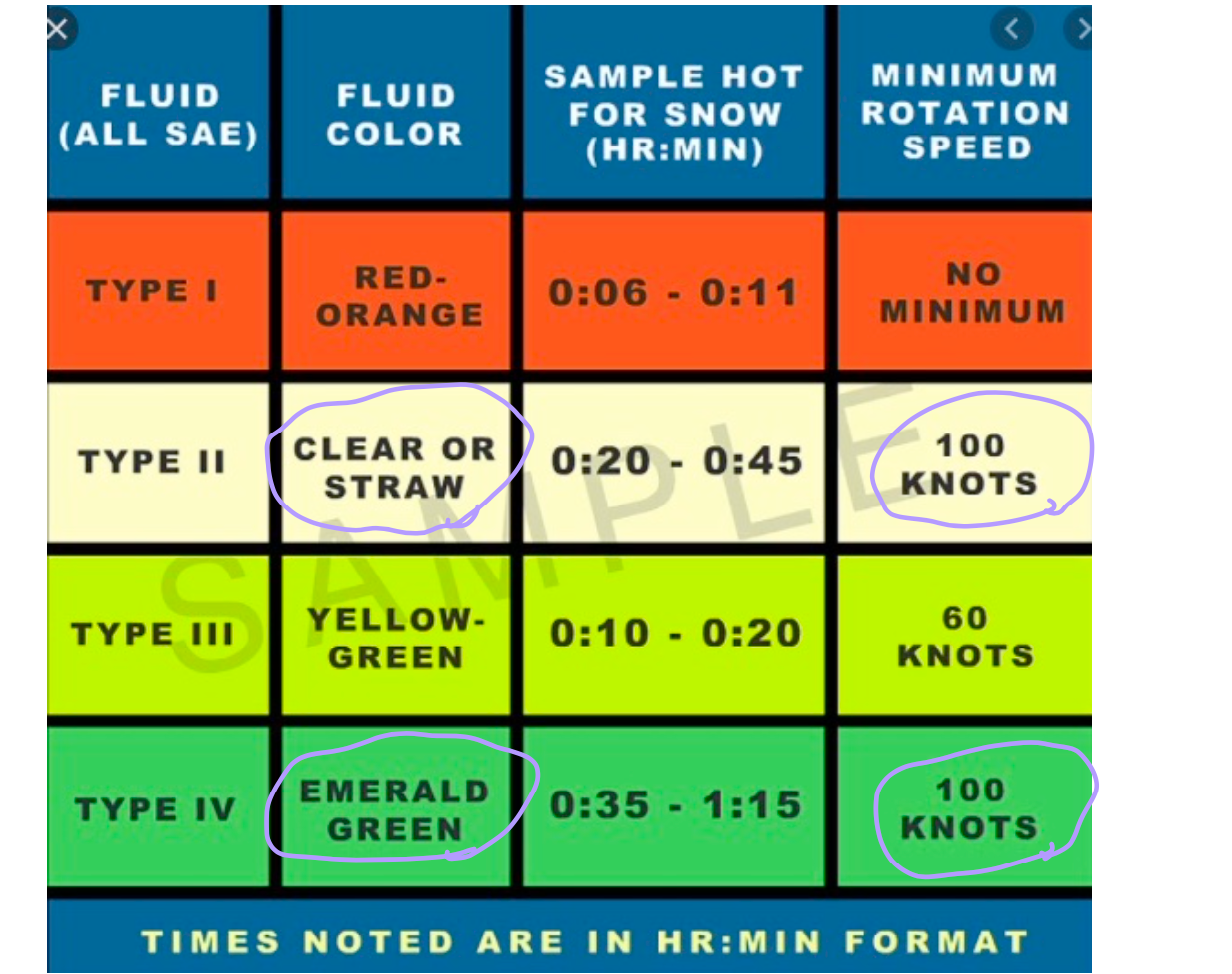 FLUID
(ALL SAE)
FLUID
COLOR
SAMPLE HOT
FOR SNOW
(HR:MIN)
MINIMUM
ROTATION
SPEED
TYPE I
RED-
ORANGE
0:06 - 0:11
NO
MINIMUM
TYPE II
CLEAR OR
STRAW
0:20 - 0:45
100
KNOTS
TYPE III
YELLOW-
GREEN
0:10 - 0:20
60
KNOTS
TYPE IV
EMERALD
GREEN
0:35 - 1:15
100
KNOTS
SAMPLE
TIMES NOTED ARE IN HR:MIN FORMAT